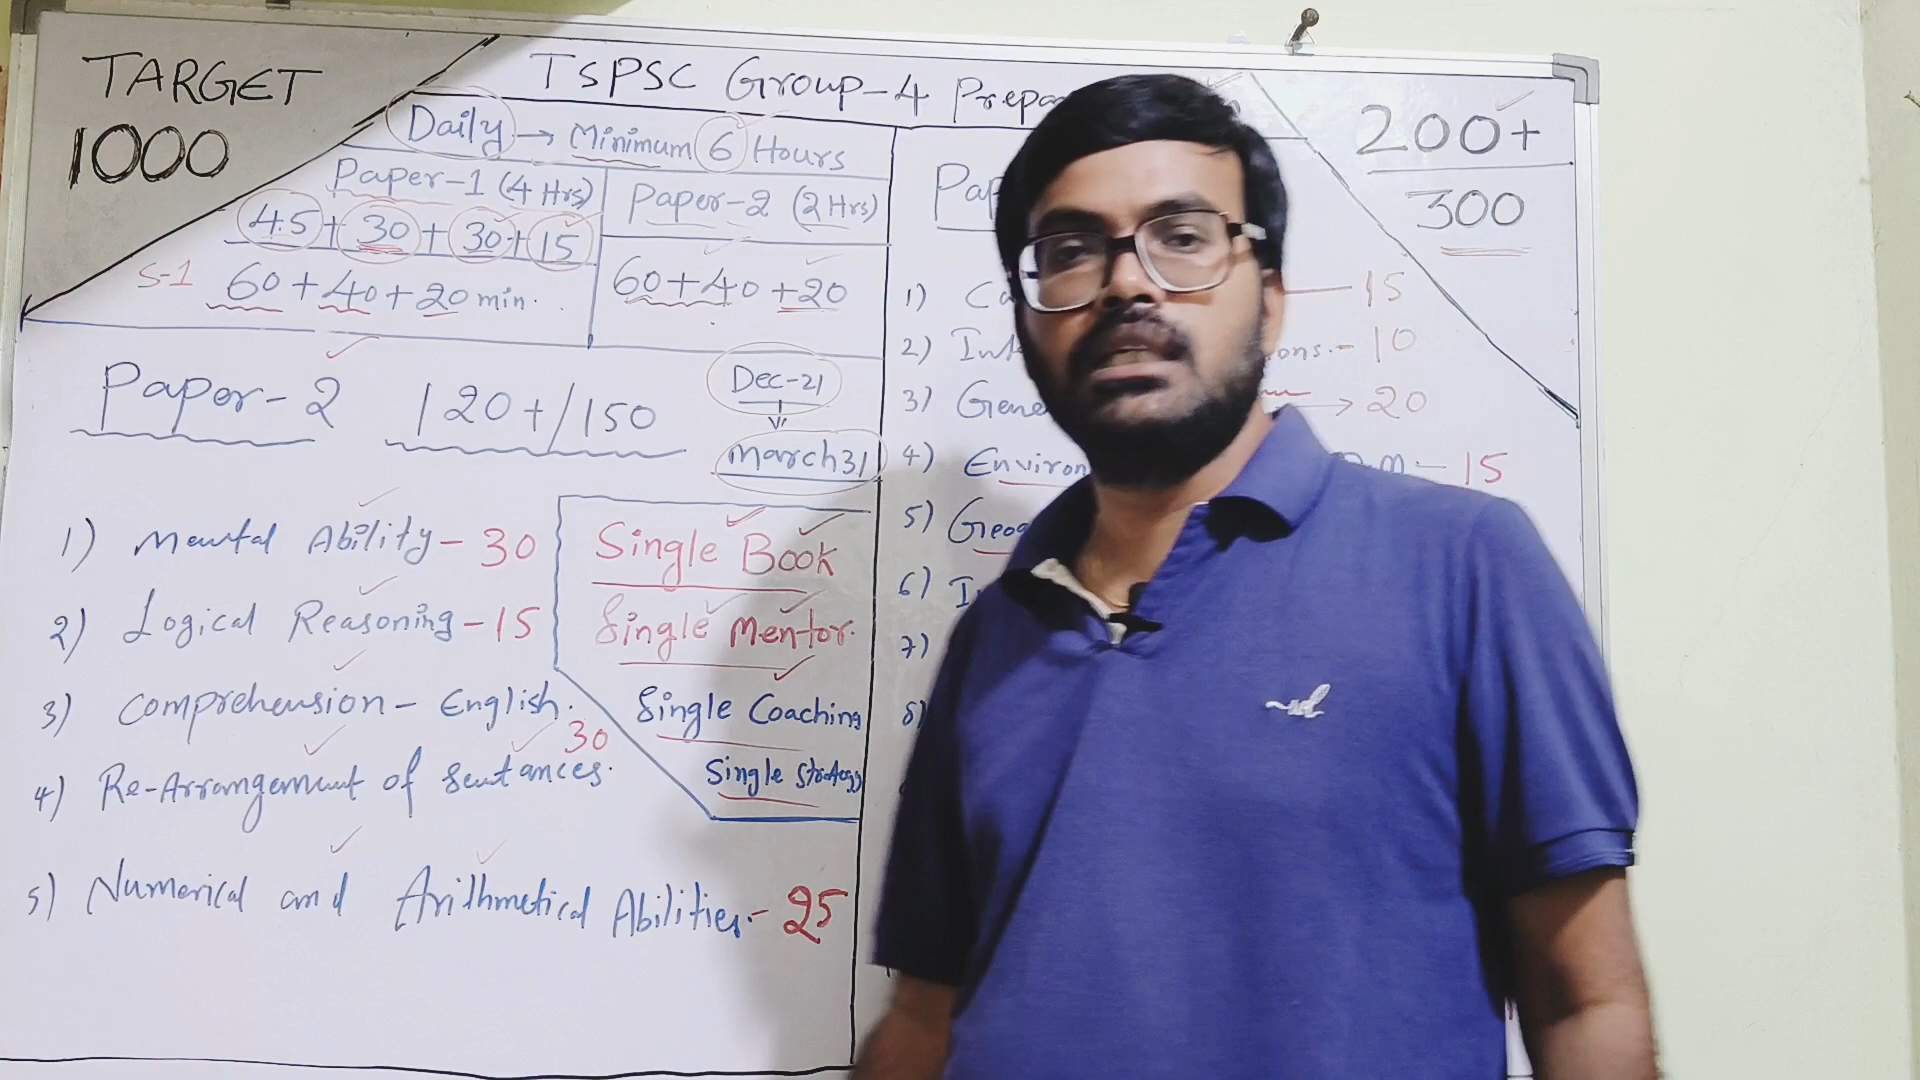 TARGET
1000
TSPSC Group-4
Daily → Minimum 6 Hours
Paper-1 (4 Hrs)
45+30+30+15
S-1 60+40+20 min.
Paper-2 (2 Hrs)
60+40+20
Paper-2 120+/150
Dec-21
March31
1) Mental Ability - 30
2) Logical Reasoning - 15
3) Comprehension - English.
30
4) Re-Arrangement of Sentances.
5) Numerical and Arithmetical Abilities. - 25
Single Book
Single Mentor.
Single Coaching
Single Strategy
200+
300
1) 15
2) 10
3) → 20
4) 15
5)
6)
7)
8)